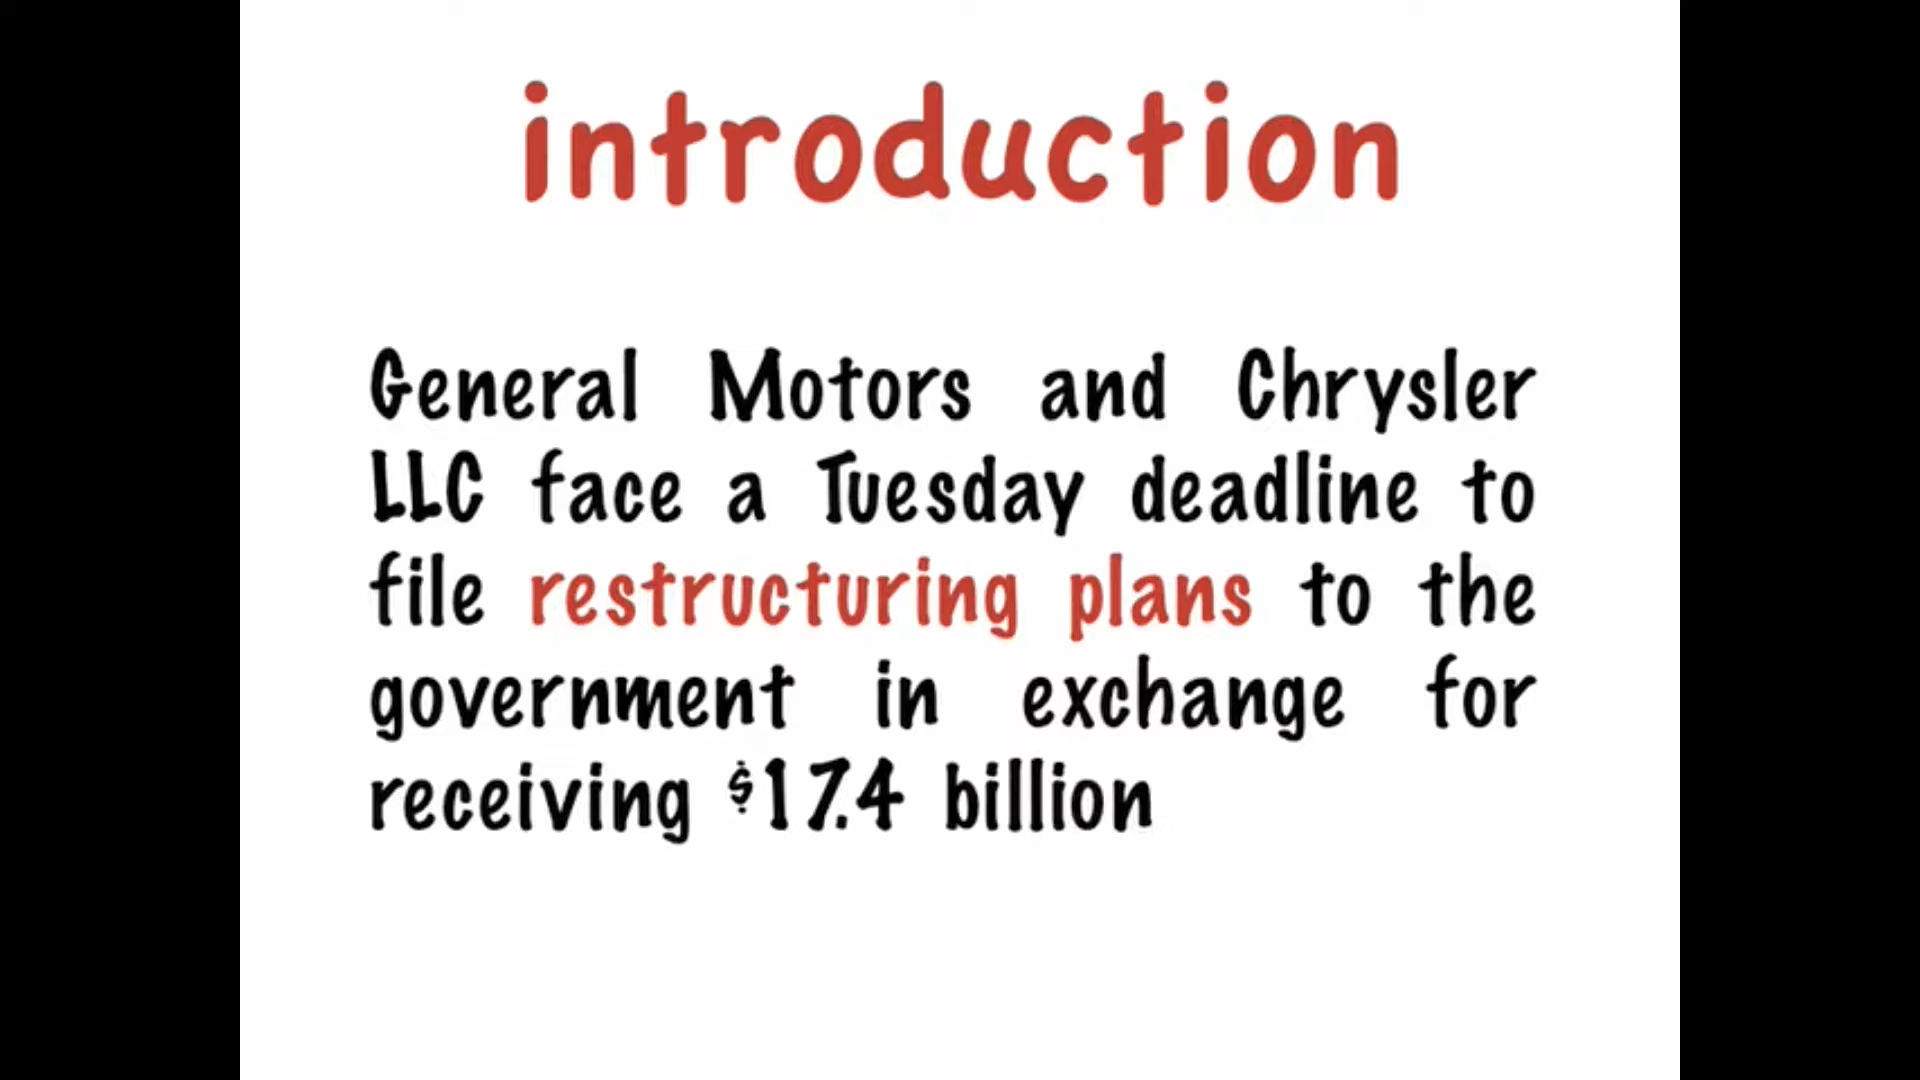 introduction
General Motors and Chrysler
LLC face a Tuesday deadline to
file restructuring plans to the
government in exchange for
receiving $17.4 billion